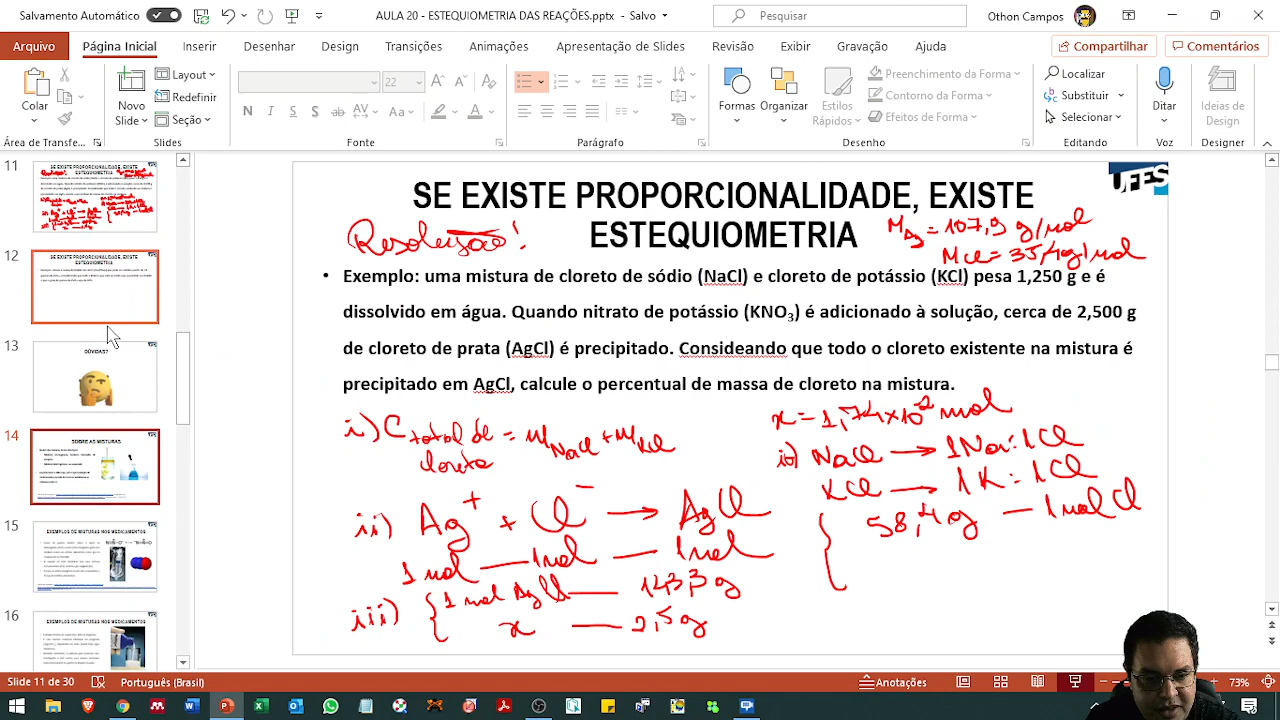 Salvamento Automático
AULA 20 - ESTEQUIOMETRIA DAS REAÇÕES.pptx - Salvo
Pesquisar
Othon Campos
Arquivo
Página Inicial
Inserir
Desenhar
Design
Transições
Animações
Apresentação de Slides
Revisão
Exibir
Gravação
Ajuda
Compartilhar
Comentários
Colar
Novo Slide
Layout
Redefinir
Seção
22
N I S S ab AV Aa A
Formas
Organizar
Estilos Rápidos
Preenchimento da Forma
Contorno da Forma
Efeitos de Forma
Localizar
Substituir
Selecionar
Ditar
Ideias de Design
Área de Transfe...
Slides
Fonte
Parágrafo
Desenho
Editando
Voz
Designer
11
12
13
DÚVIDAS?
14
SOBRE AS MISTURAS
15
EXEMPLOS DE MISTURAS NOS MEDICAMENTOS
16
UFES
SE EXISTE PROPORCIONALIDADE, EXISTE
ESTEQUIOMETRIA
Resolução!
MAg = 107,9 g/mol
MCl = 35,4g/mol
• Exemplo: uma mistura de cloreto de sódio (NaCl) e cloreto de potássio (KCl) pesa 1,250 g e é
dissolvido em água. Quando nitrato de potássio (KNO₃) é adicionado à solução, cerca de 2,500 g
de cloreto de prata (AgCl) é precipitado. Consideando que todo o cloreto existente na mistura é
precipitado em AgCl, calcule o percentual de massa de cloreto na mistura.
i) C total de cloreto = mNaCl + mKCl
ii) Ag⁺ + Cl⁻ → AgCl
1 mol — 1 mol — 1 mol
iii) { 1 mol AgCl — 143,3 g
x — 2,5 g
x = 1,74x10⁻² mol
NaCl → 1Na:1Cl
KCl → 1K:1Cl
{ 58,4 g — 1 mol Cl
Slide 11 de 30
Português (Brasil)
Anotações
73%